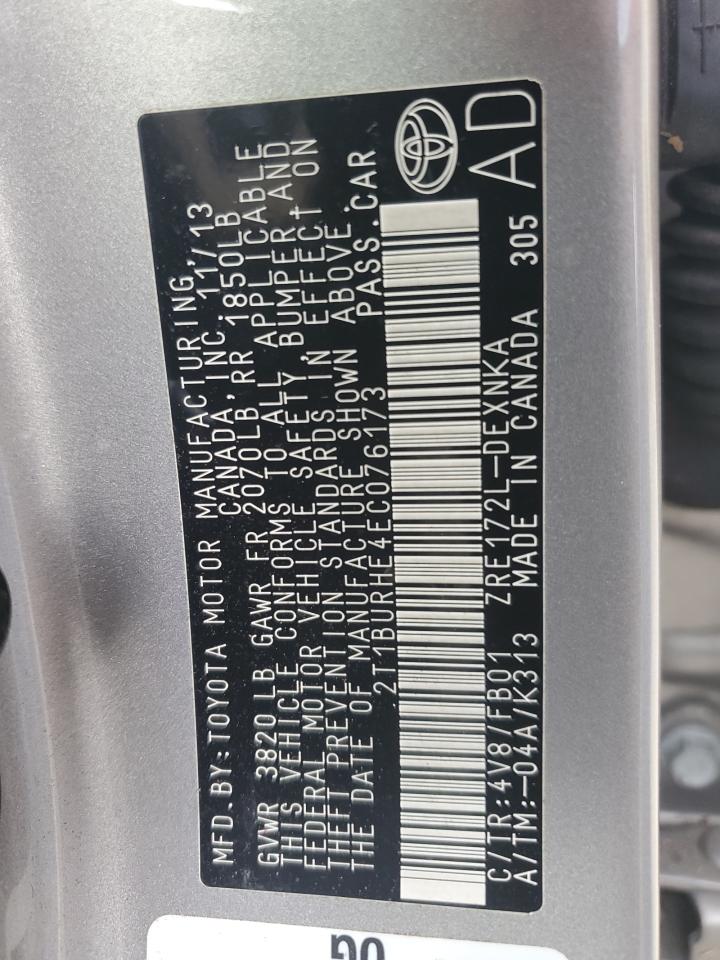 MFD.BY:TOYOTA MOTOR MANUFACTURING,
CANADA,INC. 11/13
GVWR 3820LB GAWR FR 2070LB,RR 1850LB
THIS VEHICLE CONFORMS TO ALL APPLICABLE
FEDERAL MOTOR VEHICLE SAFETY,BUMPER,AND
THEFT PREVENTION STANDARDS IN EFFECT ON
THE DATE OF MANUFACTURE SHOWN ABOVE.
2T1BURHE4EC076173 PASS.CAR
C/TR:4V8/FB01 ZRE172L-DEXNKA
A/TM:-04A/K313 MADE IN CANADA 305
AD